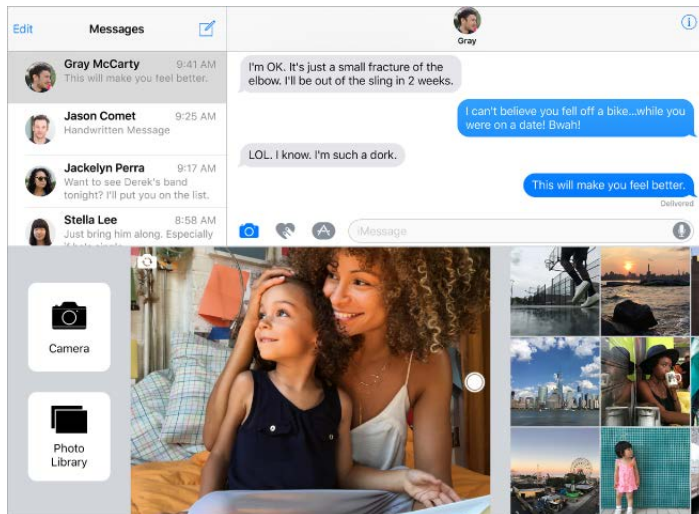 Edit
Messages
Gray McCarty 9:41 AM
This will make you feel better.
Jason Comet 9:25 AM
Handwritten Message
Jackelyn Perra 9:17 AM
Want to see Derek's band
tonight? I'll put you on the list.
Stella Lee 8:58 AM
Just bring him along. Especially
Gray
I'm OK. It's just a small fracture of the
elbow. I'll be out of the sling in 2 weeks.
I can't believe you fell off a bike...while you
were on a date! Bwah!
LOL. I know. I'm such a dork.
This will make you feel better.
Delivered
iMessage
Camera
Photo
Library